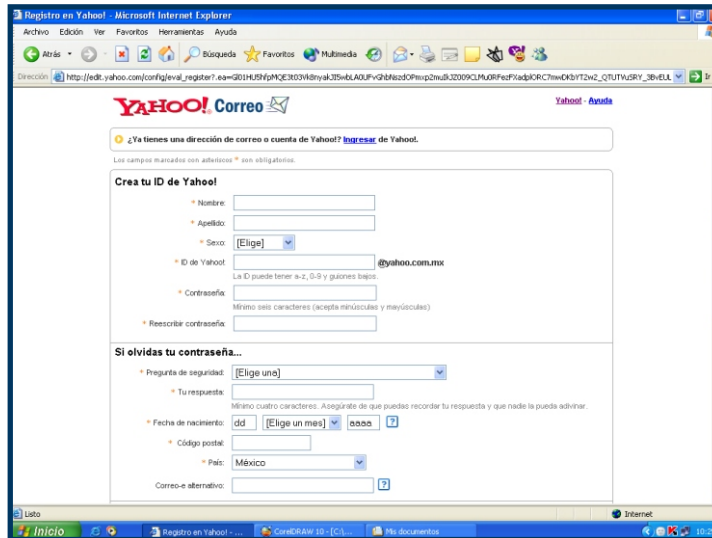 Registro en Yahoo! - Microsoft Internet Explorer
Archivo Edición Ver Favoritos Herramientas Ayuda
Atrás Búsqueda Favoritos Multimedia
Dirección Ir
YAHOO! Correo
Yahoo! - Ayuda
¿Ya tienes una dirección de correo o cuenta de Yahoo!? Ingresar de Yahoo!.
Los campos marcados con asteriscos * son obligatorios.
Crea tu ID de Yahoo!
* Nombre:
* Apellido:
* Sexo: [Elige]
* ID de Yahoo!: @yahoo.com.mx
La ID puede tener a-z, 0-9 y guiones bajos.
* Contraseña:
Mínimo seis caracteres (acepta minúsculas y mayúsculas)
* Reescribir contraseña:
Si olvidas tu contraseña...
* Pregunta de seguridad: [Elige una]
* Tu respuesta:
Mínimo cuatro caracteres. Asegúrate de que puedas recordar tu respuesta y que nadie la pueda adivinar.
* Fecha de nacimiento: dd [Elige un mes] aaaa ?
* Código postal:
* País: México
Correo-e alternativo: ?
Listo Internet
Inicio Registro en Yahoo! - ... CorelDRAW 10 - [C:\... Mis documentos